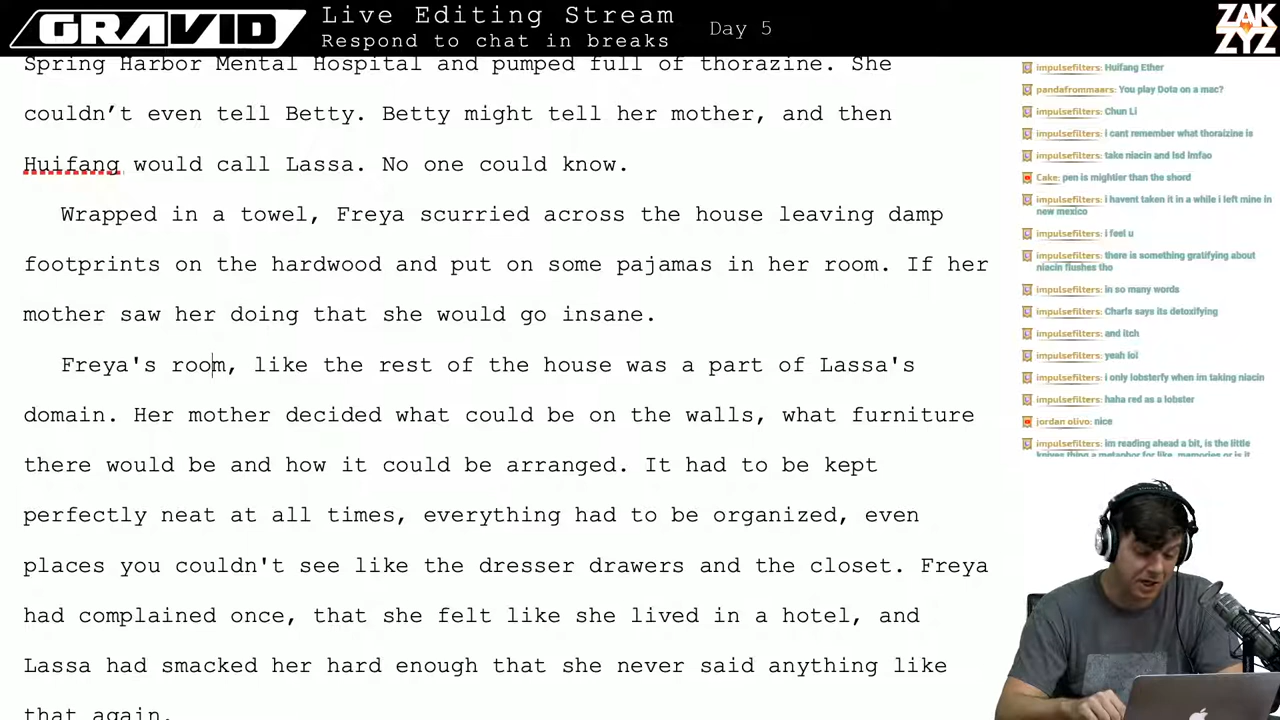 GRAVID
Live Editing Stream
Respond to chat in breaks
Day 5
ZAK
ZYZ
Spring Harbor Mental Hospital and pumped full of thorazine. She
couldn’t even tell Betty. Betty might tell her mother, and then
Huifang would call Lassa. No one could know.
Wrapped in a towel, Freya scurried across the house leaving damp
footprints on the hardwood and put on some pajamas in her room. If her
mother saw her doing that she would go insane.
Freya's room, like the rest of the house was a part of Lassa's
domain. Her mother decided what could be on the walls, what furniture
there would be and how it could be arranged. It had to be kept
perfectly neat at all times, everything had to be organized, even
places you couldn't see like the dresser drawers and the closet. Freya
had complained once, that she felt like she lived in a hotel, and
Lassa had smacked her hard enough that she never said anything like
that again.
impulsefilters: Huifang Ether
pandafrommaars: You play Dota on a mac?
impulsefilters: Chun Li
impulsefilters: i cant remember what thoraizine is
impulsefilters: take niacin and lsd lmfao
Cake: pen is mightier than the shord
impulsefilters: i havent taken it in a while i left mine in
new mexico
impulsefilters: i feel u
impulsefilters: there is something gratifying about
niacin flushes tho
impulsefilters: in so many words
impulsefilters: Charls says its detoxifying
impulsefilters: and itch
impulsefilters: yeah lol
impulsefilters: i only lobsterfy when im taking niacin
impulsefilters: haha red as a lobster
jordan olivo: nice
impulsefilters: im reading ahead a bit, is the little
knives thing a metaphor for like, memories or is it